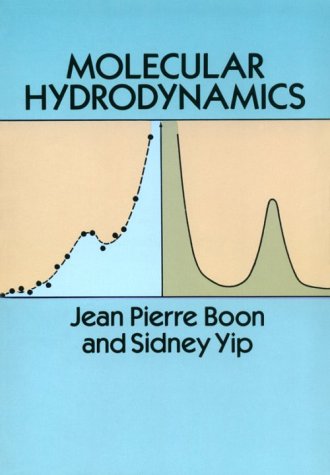 MOLECULAR
HYDRODYNAMICS
Jean Pierre Boon
and Sidney Yip